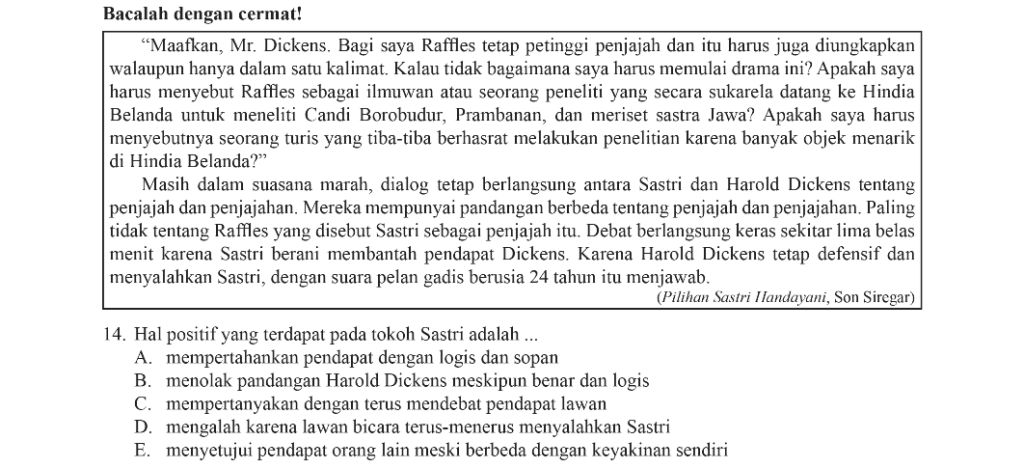 Bacalah dengan cermat!
“Maafkan, Mr. Dickens. Bagi saya Raffles tetap petinggi penjajah dan itu harus juga diungkapkan
walaupun hanya dalam satu kalimat. Kalau tidak bagaimana saya harus memulai drama ini? Apakah saya
harus menyebut Raffles sebagai ilmuwan atau seorang peneliti yang secara sukarela datang ke Hindia
Belanda untuk meneliti Candi Borobudur, Prambanan, dan meriset sastra Jawa? Apakah saya harus
menyebutnya seorang turis yang tiba-tiba berhasrat melakukan penelitian karena banyak objek menarik
di Hindia Belanda?”
Masih dalam suasana marah, dialog tetap berlangsung antara Sastri dan Harold Dickens tentang
penjajah dan penjajahan. Mereka mempunyai pandangan berbeda tentang penjajah dan penjajahan. Paling
tidak tentang Raffles yang disebut Sastri sebagai penjajah itu. Debat berlangsung keras sekitar lima belas
menit karena Sastri berani membantah pendapat Dickens. Karena Harold Dickens tetap defensif dan
menyalahkan Sastri, dengan suara pelan gadis berusia 24 tahun itu menjawab.
(Pilihan Sastri Handayani, Son Siregar)
14. Hal positif yang terdapat pada tokoh Sastri adalah ...
A. mempertahankan pendapat dengan logis dan sopan
B. menolak pandangan Harold Dickens meskipun benar dan logis
C. mempertanyakan dengan terus mendebat pendapat lawan
D. mengalah karena lawan bicara terus-menerus menyalahkan Sastri
E. menyetujui pendapat orang lain meski berbeda dengan keyakinan sendiri